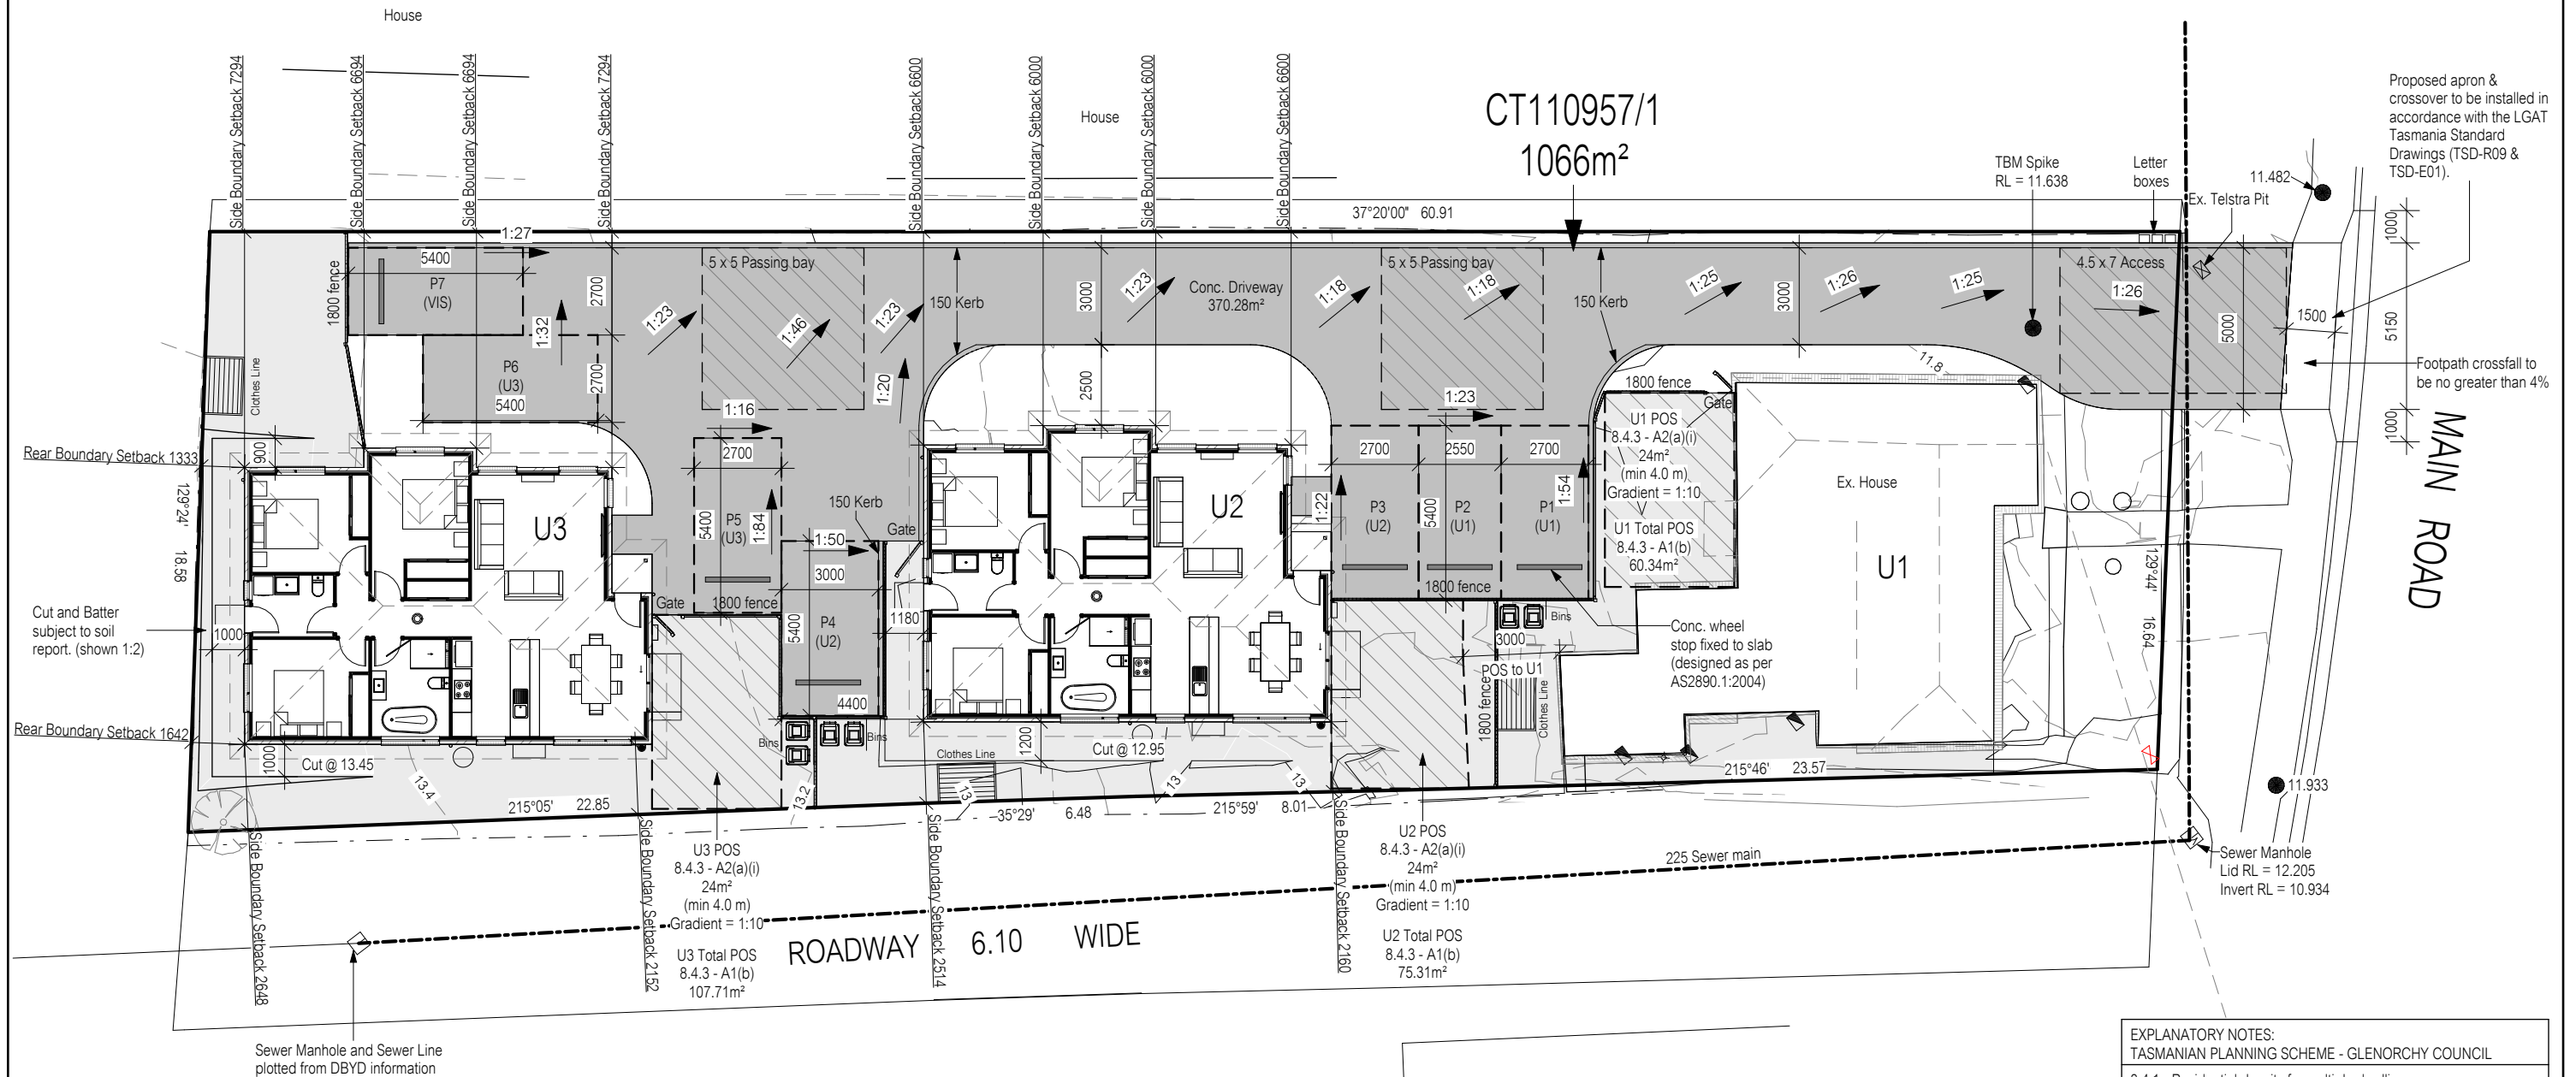 House
House
CT110957/1
1066m²
Side Boundary Setback 7294
Side Boundary Setback 6694
Side Boundary Setback 6694
Side Boundary Setback 7294
Side Boundary Setback 6600
Side Boundary Setback 6000
Side Boundary Setback 6000
Side Boundary Setback 6600
37°20'00" 60.91
TBM Spike
RL = 11.638
Letter
boxes
Ex. Telstra Pit
11.482
Proposed apron &
crossover to be installed in
accordance with the LGAT
Tasmania Standard
Drawings (TSD-R09 &
TSD-E01).
1000
5150
1000
1500
5000
Footpath crossfall to
be no greater than 4%
MAIN ROAD
1:27
5400
P7
(VIS)
1800 fence
2700
1:32
P6
(U3)
5400
2700
1:23
5 x 5 Passing bay
1:46
1:23
1:20
1:16
150 Kerb
3000
1:23
Conc. Driveway
370.28m²
1:18
5 x 5 Passing bay
1:18
1:23
150 Kerb
1:25
3000
1:26
1:25
4.5 x 7 Access
1:26
11.8
2500
Clothes Line
900
Rear Boundary Setback 1333
129°24'
18.58
Cut and Batter
subject to soil
report. (shown 1:2)
1000
Rear Boundary Setback 1642
1000
Cut @ 13.45
U3
2700
5400
P5
(U3)
1:84
150 Kerb
Gate
1:50
3000
Gate
1800 fence
5400
P4
(U2)
1180
4400
Bins
Bins
U2
1:22
2700
2550
2700
P3
(U2)
5400
P2
(U1)
P1
(U1)
1:54
1800 fence
1800 fence
Gate
U1 POS
8.4.3 - A2(a)(i)
24m²
(min 4.0 m)
Gradient = 1:10
U1 Total POS
8.4.3 - A1(b)
60.34m²
Ex. House
U1
Bins
3000
POS to U1
1800 fence
Clothes Line
Conc. wheel
stop fixed to slab
(designed as per
AS2890.1:2004)
129°44'
16.64
Clothes Line
1200
Cut @ 12.95
13.4
13.2
13
13
13
215°05' 22.85
35°29' 6.48
215°59' 8.01
215°46' 23.57
11.933
Side Boundary Setback 2648
Side Boundary Setback 2152
Side Boundary Setback 2514
Side Boundary Setback 2160
U3 POS
8.4.3 - A2(a)(i)
24m²
(min 4.0 m)
Gradient = 1:10
U3 Total POS
8.4.3 - A1(b)
107.71m²
U2 POS
8.4.3 - A2(a)(i)
24m²
(min 4.0 m)
Gradient = 1:10
U2 Total POS
8.4.3 - A1(b)
75.31m²
225 Sewer main
Sewer Manhole
Lid RL = 12.205
Invert RL = 10.934
ROADWAY 6.10 WIDE
Sewer Manhole and Sewer Line
plotted from DBYD information
EXPLANATORY NOTES:
TASMANIAN PLANNING SCHEME - GLENORCHY COUNCIL